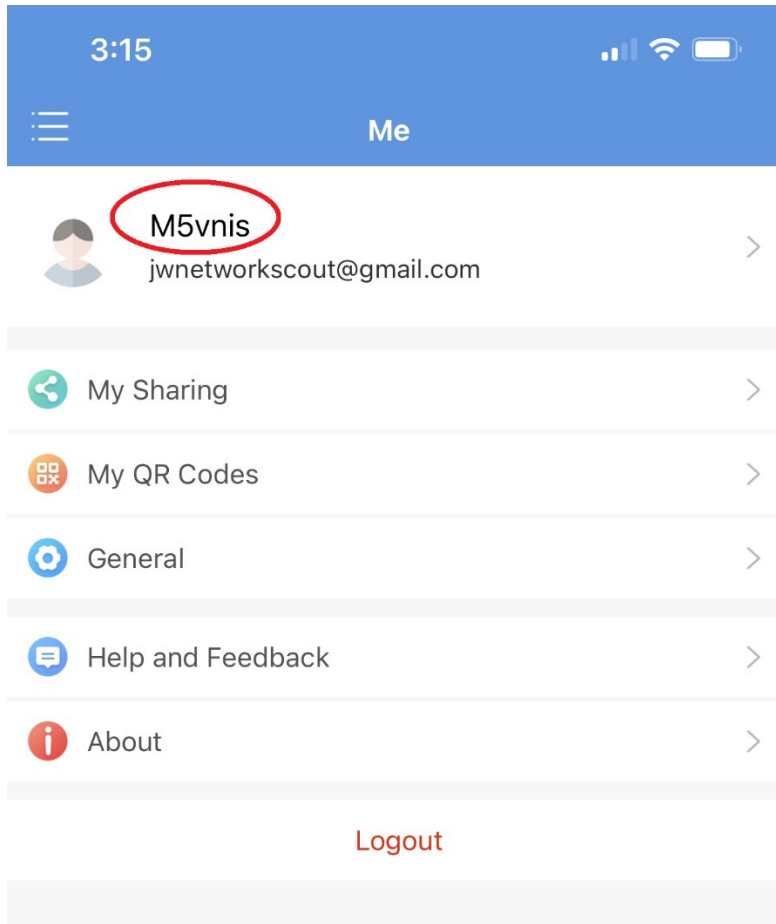 3:15
Me
M5vnis
jwnetworkscout@gmail.com
My Sharing
My QR Codes
General
Help and Feedback
About
Logout